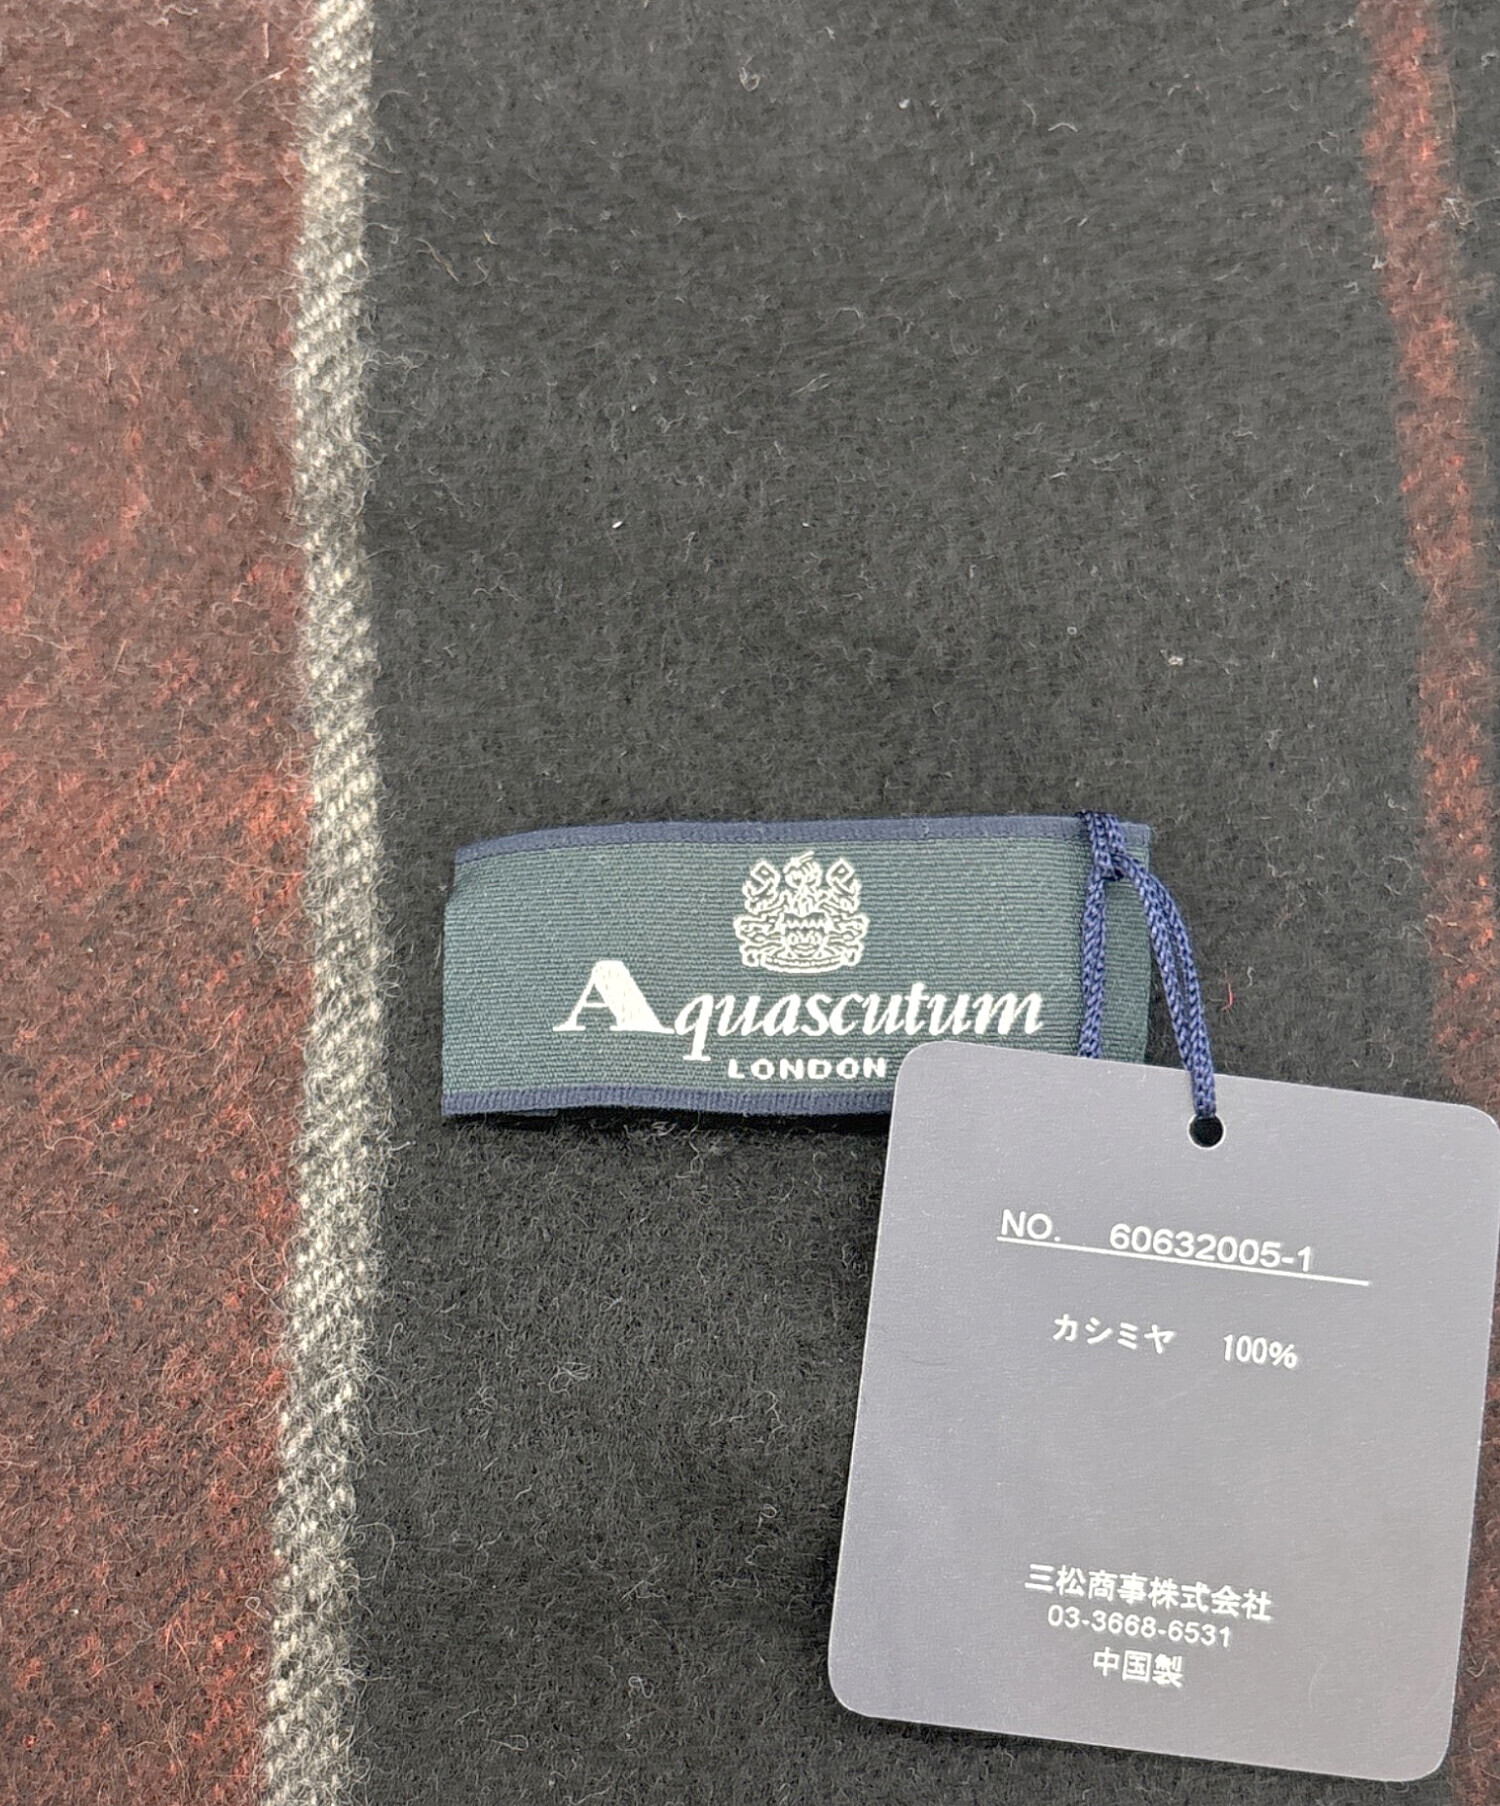 Aquascutum
LONDON
NO. 60632005-1
カシミヤ 100%
三松商事株式会社
03-3668-6531
中国製